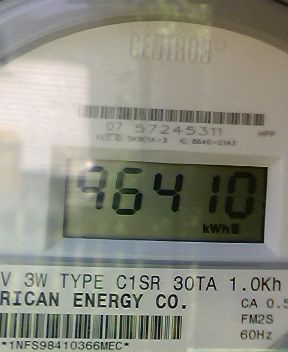 CENTRON
07 57245311 HPP
96410
kWh
V 3W TYPE C1SR 30TA 1.0Kh
RICAN ENERGY CO. CA 0.5
FM2S
60Hz
*1NFS98410366MEC*